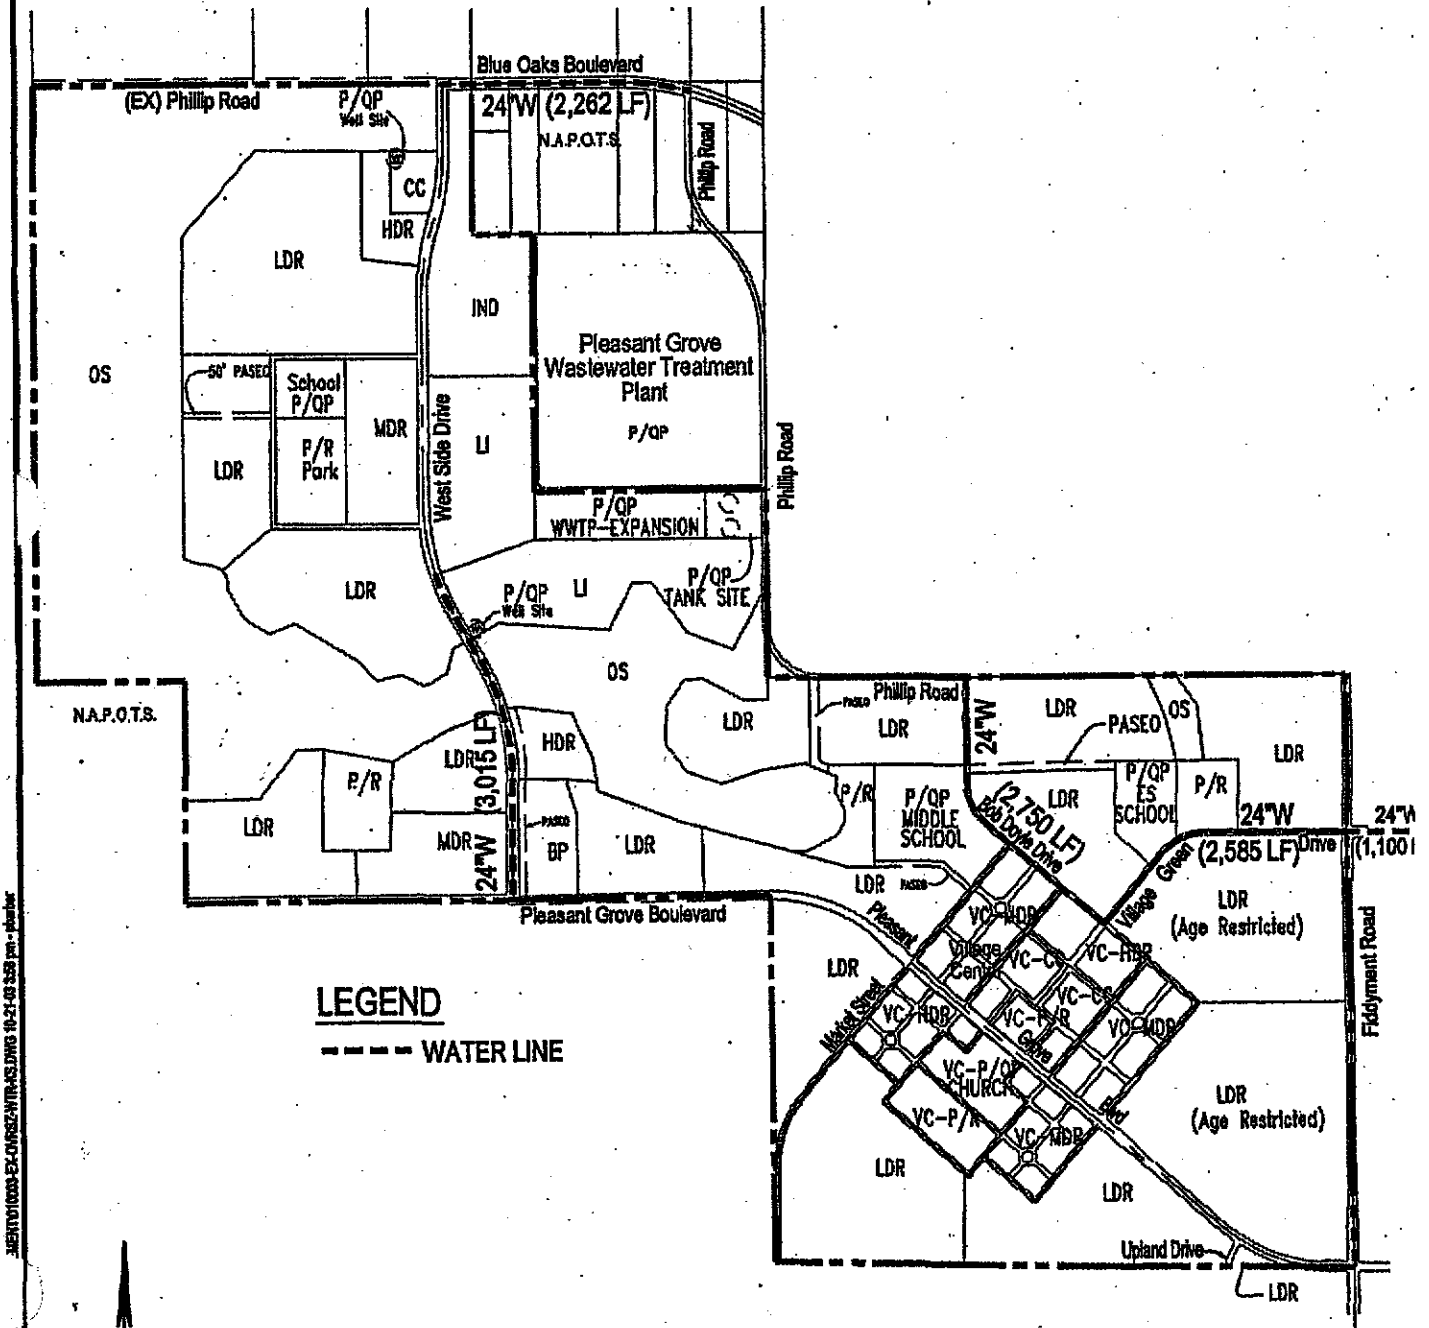 Blue Oaks Boulevard
(EX) Phillip Road
P/QP
Well Site
24"W (2,262 LF)
N.A.P.O.T.S.
Phillip Road
CC
HDR
LDR
IND
Pleasant Grove
Wastewater Treatment
Plant
P/QP
OS
50' PASEO
School
P/QP
MDR
West Side Drive
LI
P/R
Park
LDR
Phillip Road
P/QP
WWTP-EXPANSION
LDR
P/QP
Well Site
LI
P/QP
TANK SITE
OS
N.A.P.O.T.S.
LDR
PASEO
Phillip Road
LDR
24"W
LDR
PASEO
OS
LDR
HDR
LDR
(3,015 LF)
24"W
P/R
LDR
MDR
PASEO
BP
LDR
P/R
P/QP
MIDDLE
SCHOOL
(2,750 LF)
Bob Doyle Drive
LDR
P/QP
ES
SCHOOL
P/R
24"W
(2,585 LF)
Village Green Drive
24"W
(1,100 L
LDR
PASEO
Pleasant Grove Boulevard
LDR
(Age Restricted)
Fiddyment Road
Pleasant Grove Blvd
VC-MDR
Village
Center
VC-CC
VC-HDR
LDR
Market Street
VC-HDR
VC-CC
VC-P/R
VC-MDR
VC-P/QP
CHURCH
VC-P/R
VC-MDR
LDR
(Age Restricted)
LDR
LDR
Upland Drive
LDR
LEGEND
WATER LINE